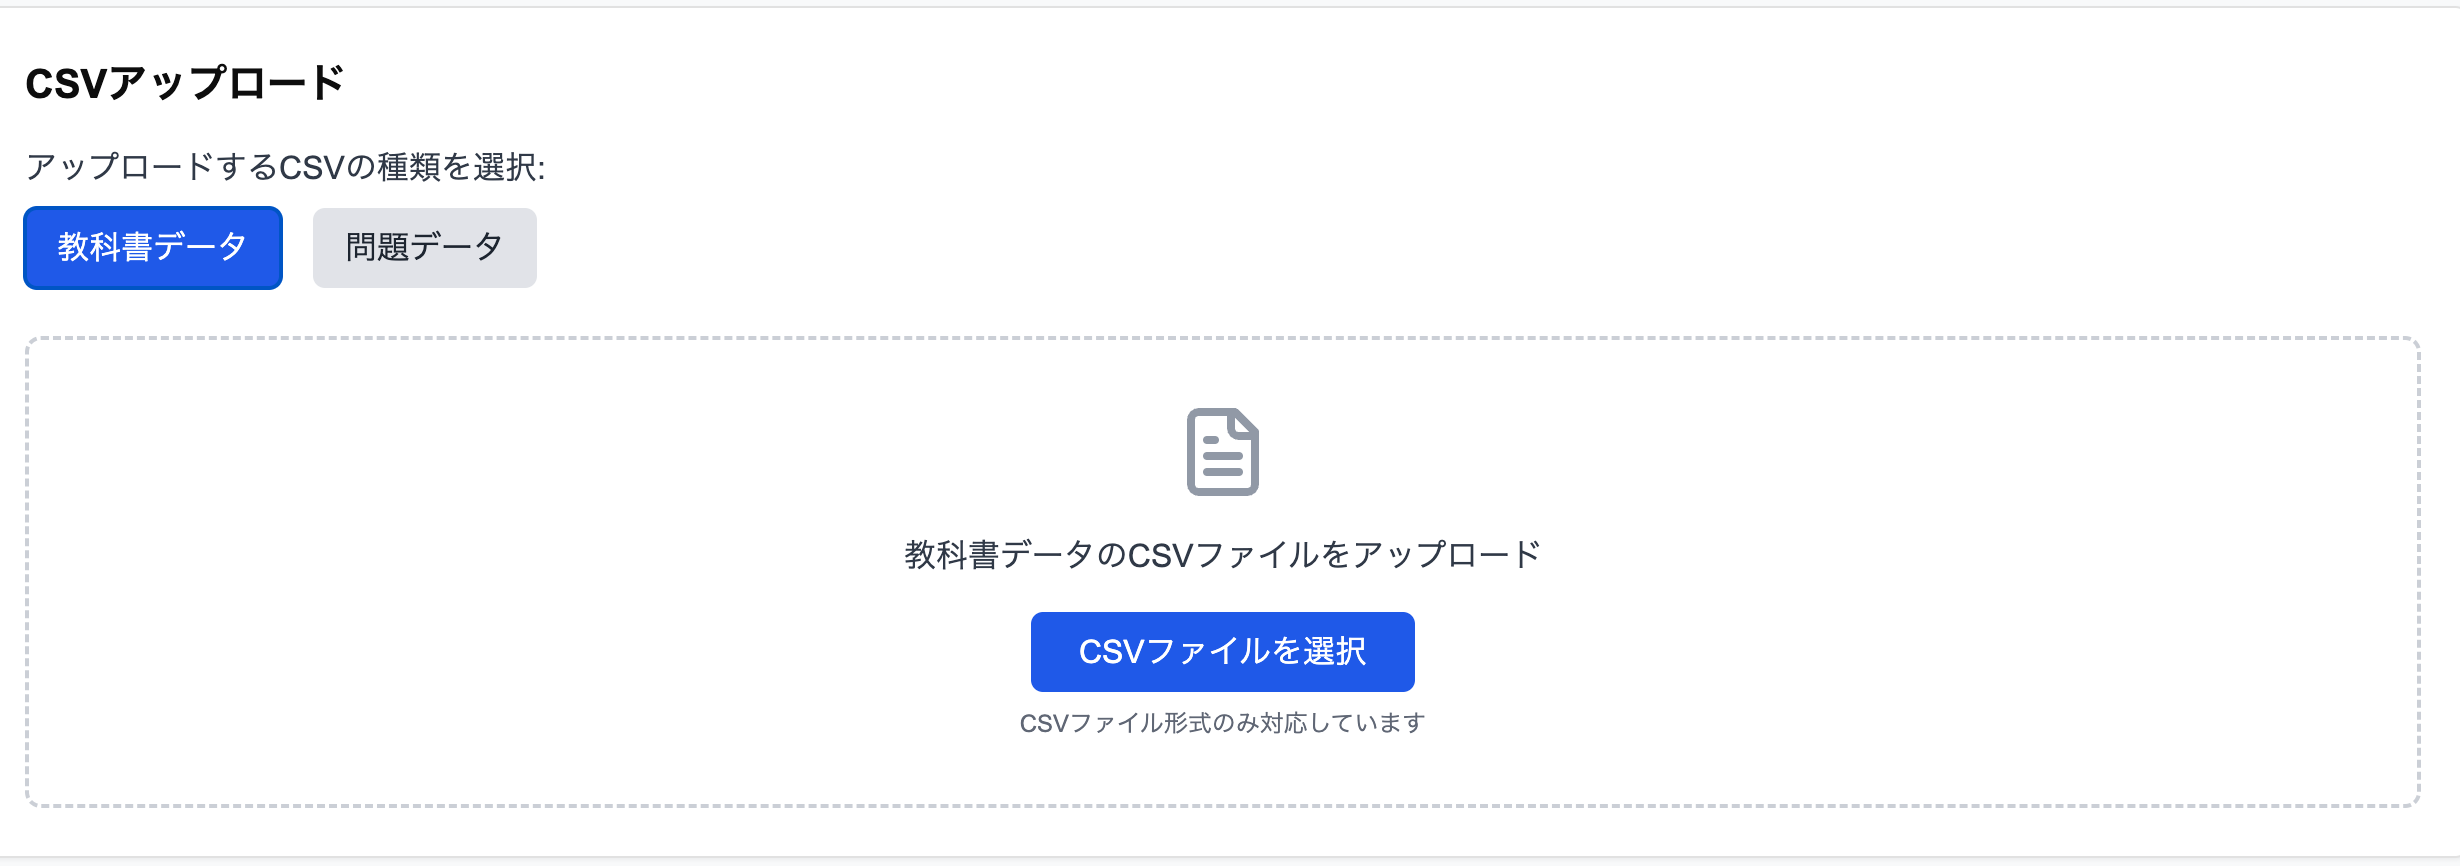 CSVアップロード
アップロードするCSVの種類を選択:
教科書データ
問題データ
教科書データのCSVファイルをアップロード
CSVファイルを選択
CSVファイル形式のみ対応しています